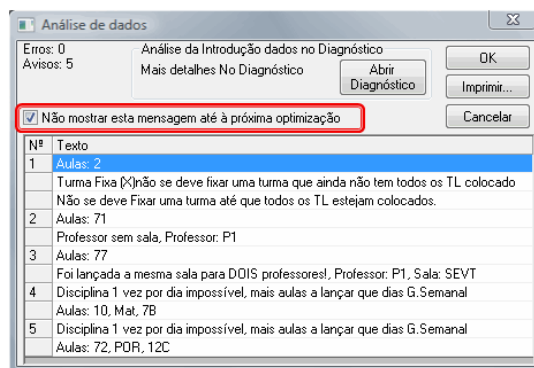 Análise de dados
Erros: 0
Avisos: 5
Análise da Introdução dados no Diagnóstico
Mais detalhes No Diagnóstico
Abrir
Diagnóstico
OK
Imprimir...
Cancelar
Não mostrar esta mensagem até à próxima optimização
Nº Texto
1 Aulas: 2
Turma Fixa (X)não se deve fixar uma turma que ainda não tem todos os TL colocado
Não se deve Fixar uma turma até que todos os TL estejam colocados.
2 Aulas: 71
Professor sem sala, Professor: P1
3 Aulas: 77
Foi lançada a mesma sala para DOIS professores!, Professor: P1, Sala: SEVT
4 Disciplina 1 vez por dia impossível, mais aulas a lançar que dias G.Semanal
Aulas: 10, Mat, 7B
5 Disciplina 1 vez por dia impossível, mais aulas a lançar que dias G.Semanal
Aulas: 72, POR, 12C